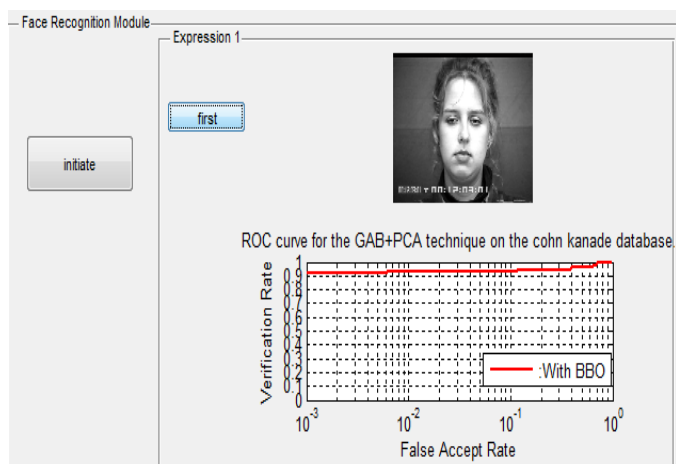 Face Recognition Module
Expression 1
first
initiate
ROC curve for the GAB+PCA technique on the cohn kanade database.
Verification Rate
1
0.9
0.8
0.7
0.6
0.5
0.4
0.3
0.2
0.1
0
:With BBO
10^-3 10^-2 10^-1 10^0
False Accept Rate